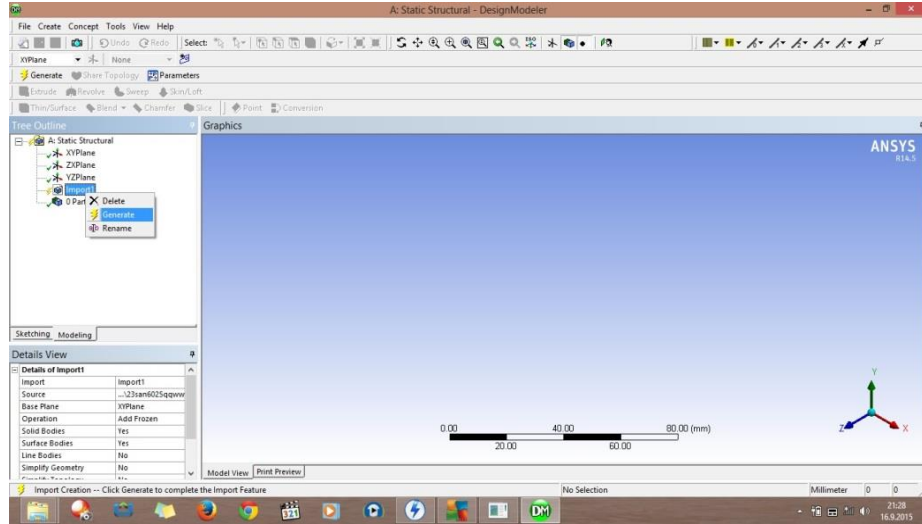 A: Static Structural - DesignModeler
File Create Concept Tools View Help
Undo Redo Select:
XYPlane None
Generate Share Topology Parameters
Extrude Revolve Sweep Skin/Loft
Thin/Surface Blend Chamfer Slice Point Conversion
Tree Outline
Graphics
A: Static Structural
XYPlane
ZXPlane
YZPlane
Import1
0 Par
Delete
Generate
Rename
ANSYS
R14.5
Sketching Modeling
Details View
Details of Import1
Import Import1
Source ...\23san6025qqww
Base Plane XYPlane
Operation Add Frozen
Solid Bodies Yes
Surface Bodies Yes
Line Bodies No
Simplify Geometry No
0.00 40.00 80.00 (mm)
20.00 60.00
Y
Z X
Model View Print Preview
Import Creation -- Click Generate to complete the Import Feature No Selection Millimeter 0 0
321
DM
21:28
16.9.2015